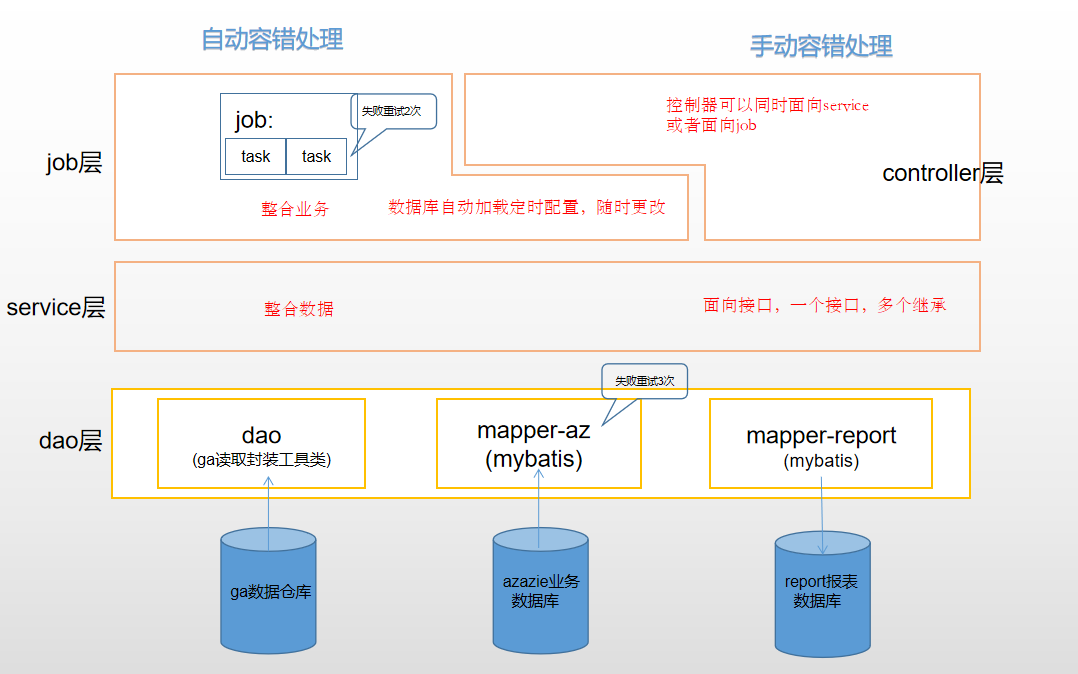 自动容错处理
手动容错处理
job层
job:
task
task
失败重试2次
整合业务
数据库自动加载定时配置，随时更改
控制器可以同时面向service
或者面向job
controller层
service层
整合数据
面向接口，一个接口，多个继承
dao层
dao
(ga读取封装工具类)
失败重试3次
mapper-az
(mybatis)
mapper-report
(mybatis)
ga数据仓库
azazie业务
数据库
report报表
数据库